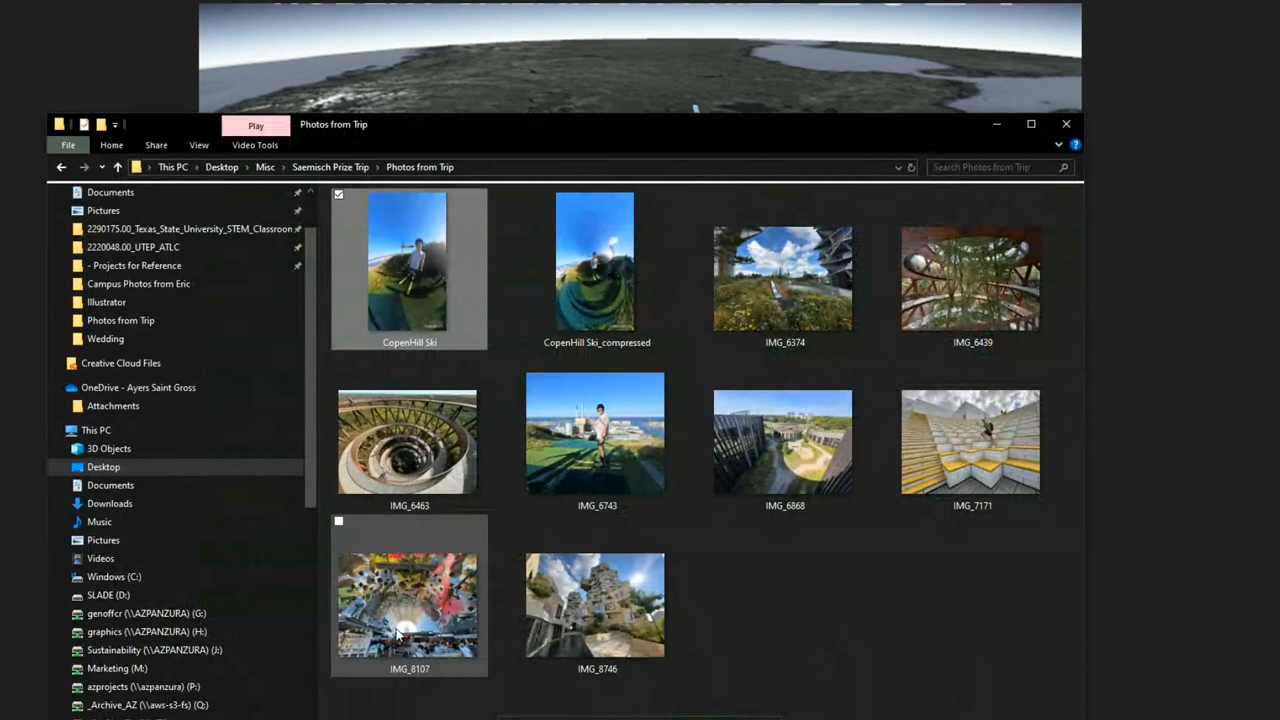 Play
Photos from Trip
File
Home
Share
View
Video Tools
This PC
Desktop
Misc
Saemisch Prize Trip
Photos from Trip
Search Photos from Trip
Documents
Pictures
2290175.00_Texas_State_University_STEM_Classroom
2220048.00_UTEP_ATLC
- Projects for Reference
Campus Photos from Eric
Illustrator
Photos from Trip
Wedding
Creative Cloud Files
OneDrive - Ayers Saint Gross
Attachments
This PC
3D Objects
Desktop
Documents
Downloads
Music
Pictures
Videos
Windows (C:)
SLADE (D:)
genoffcr (\\AZPANZURA) (G:)
graphics (\\AZPANZURA) (H:)
Sustainability (\\AZPANZURA) (J:)
Marketing (M:)
azprojects (\\azpanzura) (P:)
_Archive_AZ (\\aws-s3-fs) (Q:)
CopenHill Ski
CopenHill Ski_compressed
IMG_6374
IMG_6439
IMG_6463
IMG_6743
IMG_6868
IMG_7171
IMG_8107
IMG_8746